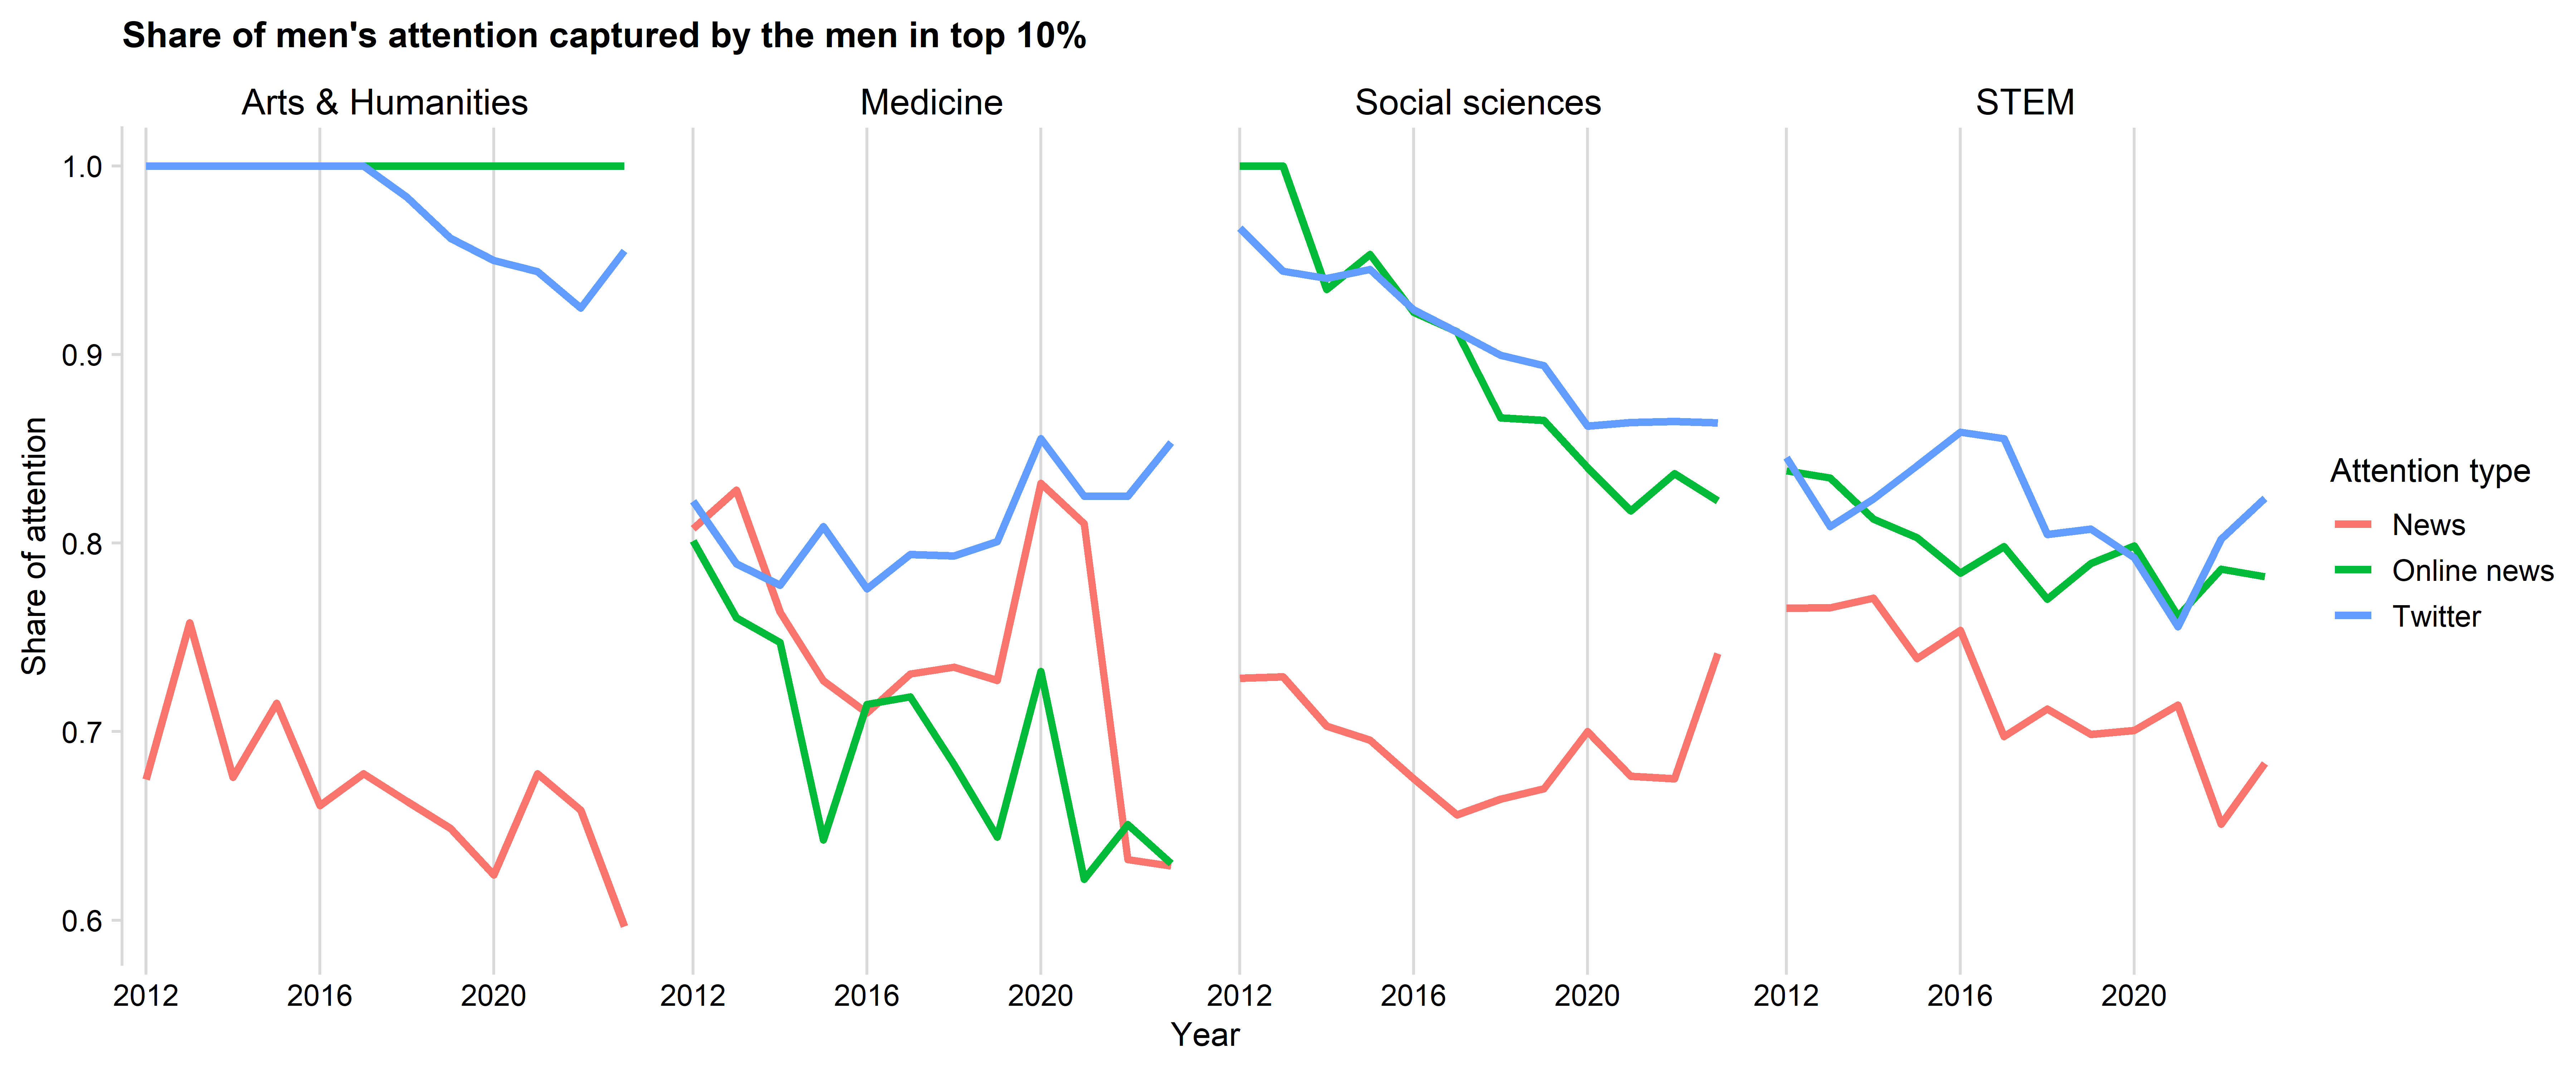 Share of men's attention captured by the men in top 10%
Arts & Humanities
Medicine
Social sciences
STEM
Share of attention
1.0
0.9
0.8
0.7
0.6
2012 2016 2020
2012 2016 2020
2012 2016 2020
2012 2016 2020
Year
Attention type
News
Online news
Twitter